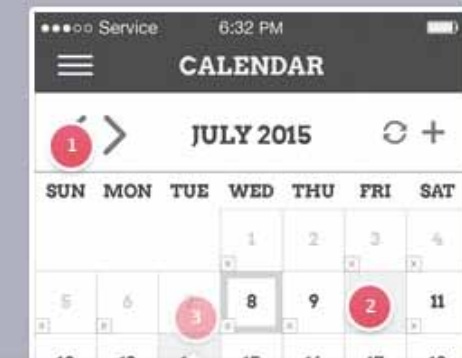 Service 6:32 PM
CALENDAR
1 JULY 2015
SUN MON TUE WED THU FRI SAT
1 2 3 4
5 6 3 8 9 2 11